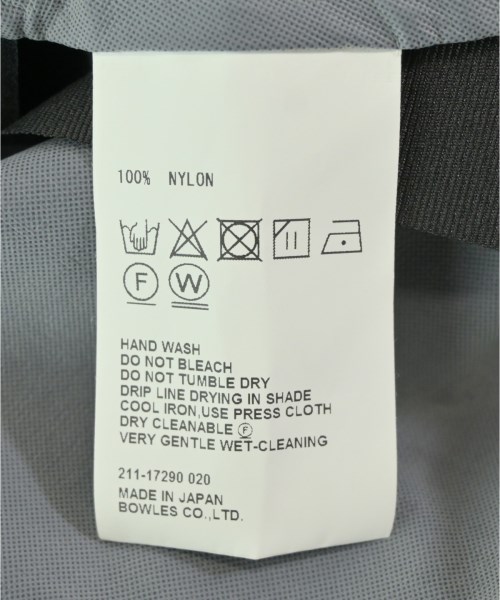 100% NYLON
F W
HAND WASH
DO NOT BLEACH
DO NOT TUMBLE DRY
DRIP LINE DRYING IN SHADE
COOL IRON,USE PRESS CLOTH
DRY CLEANABLE Ⓕ
VERY GENTLE WET-CLEANING
211-17290 020
MADE IN JAPAN
BOWLES CO.,LTD.